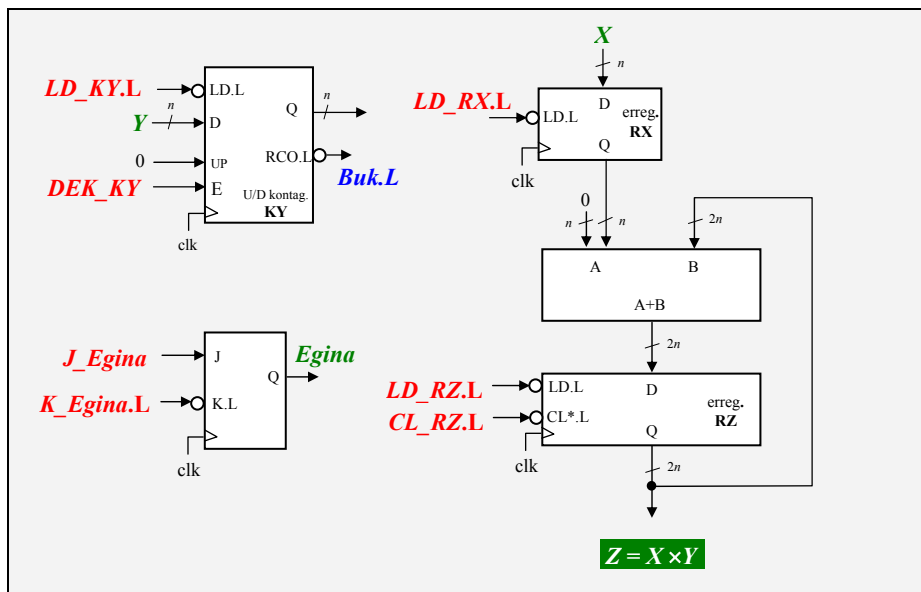 LD_KY.L
n
Y
0
DEK_KY
clk
LD.L
D
UP
E
Q
RCO.L
U/D kontag.
KY
n
Buk.L
X
n
LD_RX.L
clk
D
LD.L
Q
erreg.
RX
0
n
n
2n
A
B
A+B
2n
J_Egina
K_Egina.L
clk
J
K.L
Q
Egina
LD_RZ.L
CL_RZ.L
clk
LD.L
CL*.L
D
Q
erreg.
RZ
2n
Z = X ×Y